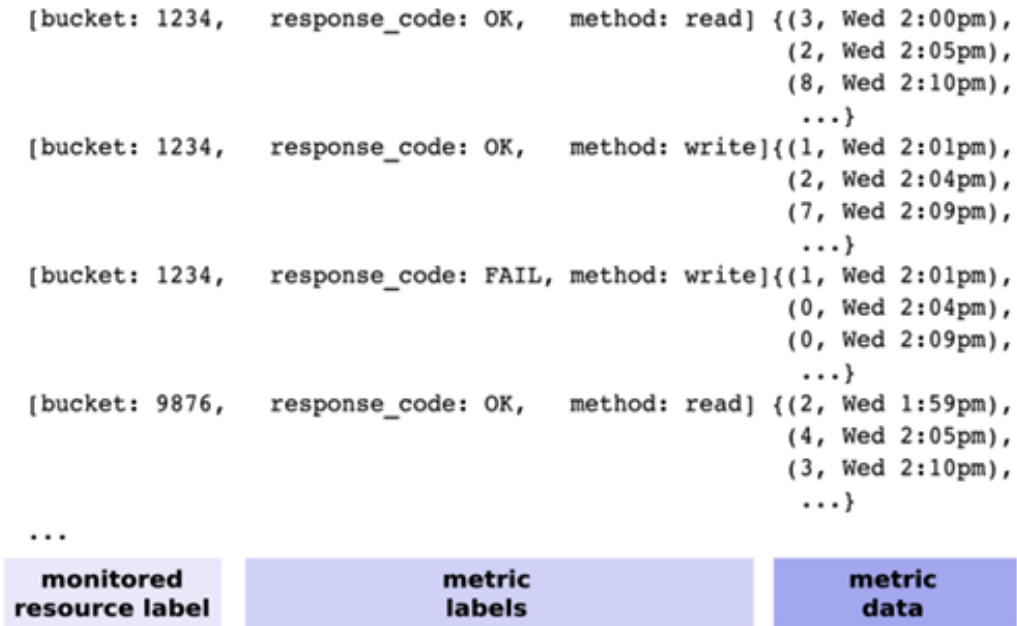 [bucket: 1234, response_code: OK, method: read] {(3, Wed 2:00pm),
(2, Wed 2:05pm),
(8, Wed 2:10pm),
...}
[bucket: 1234, response_code: OK, method: write]{(1, Wed 2:01pm),
(2, Wed 2:04pm),
(7, Wed 2:09pm),
...}
[bucket: 1234, response_code: FAIL, method: write]{(1, Wed 2:01pm),
(0, Wed 2:04pm),
(0, Wed 2:09pm),
...}
[bucket: 9876, response_code: OK, method: read] {(2, Wed 1:59pm),
(4, Wed 2:05pm),
(3, Wed 2:10pm),
...}
...
monitored
resource label
metric
labels
metric
data